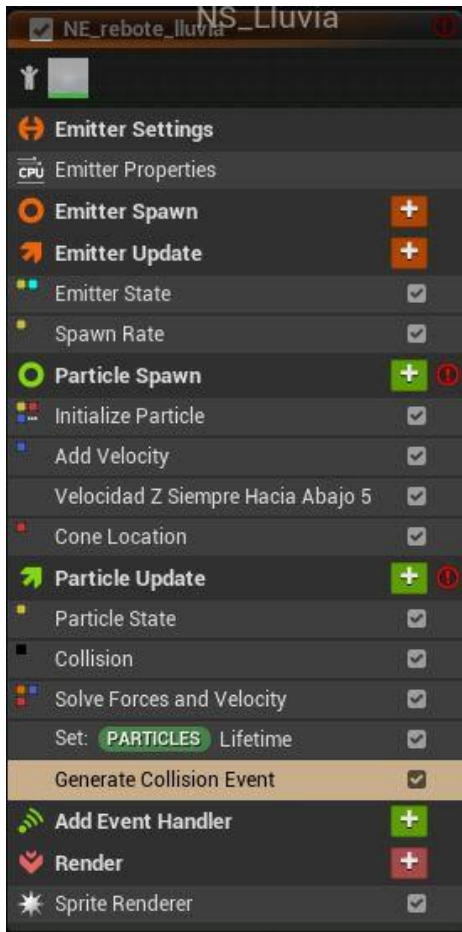 NS_Lluvia
NE_rebote_lluvia
Emitter Settings
CPU Emitter Properties
Emitter Spawn
Emitter Update
Emitter State
Spawn Rate
Particle Spawn
Initialize Particle
Add Velocity
Velocidad Z Siempre Hacia Abajo 5
Cone Location
Particle Update
Particle State
Collision
Solve Forces and Velocity
Set: PARTICLES Lifetime
Generate Collision Event
Add Event Handler
Render
Sprite Renderer